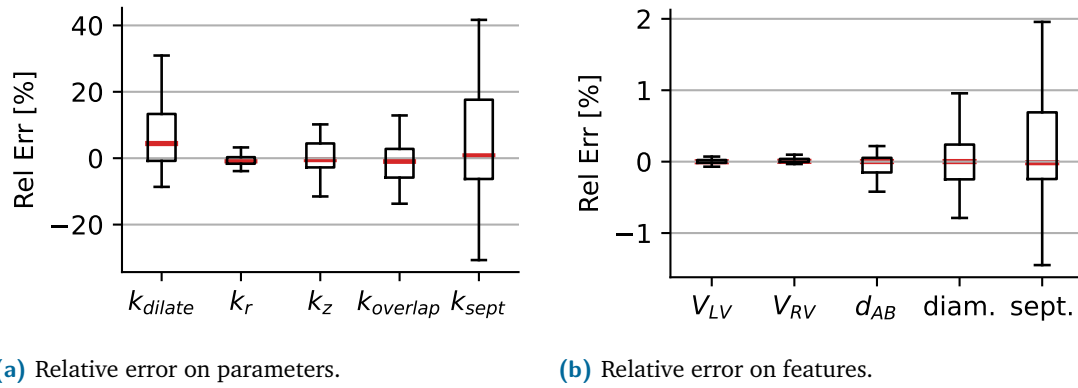 40
20
0
−20
Rel Err [%]
k_dilate k_r k_z k_overlap k_sept
2
1
0
−1
Rel Err [%]
V_LV V_RV d_AB diam. sept.
(a) Relative error on parameters.
(b) Relative error on features.